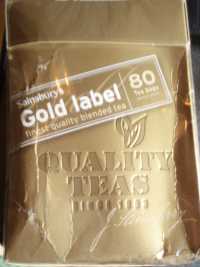 Sainsbury's
Gold label
finest quality blended tea
80
Tea Bags
QUALITY
TEAS